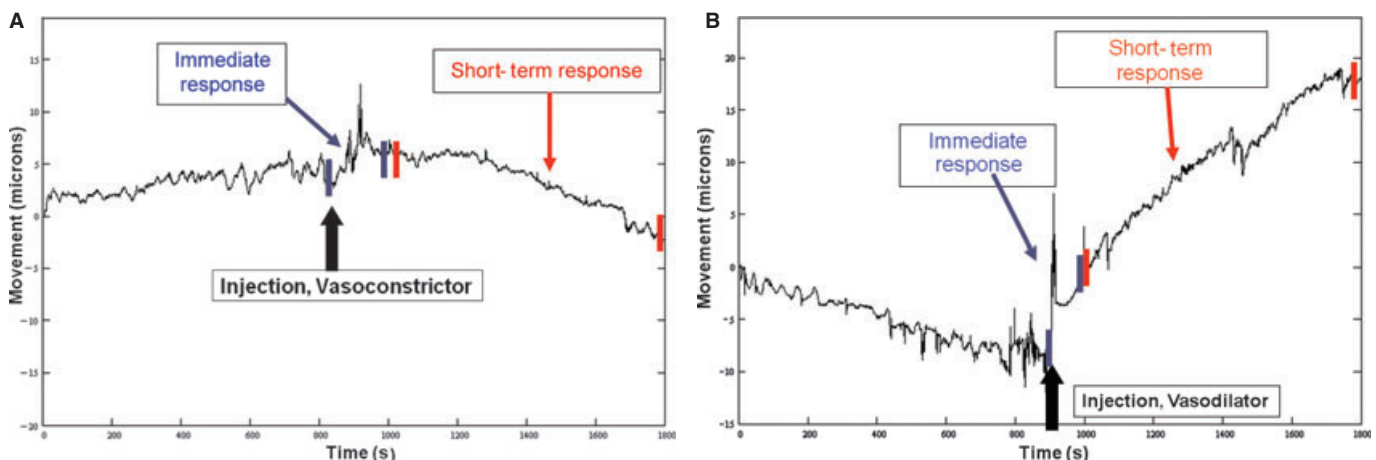 A
Movement (microns)
15
10
5
0
−5
−10
−15
Immediate
response
Short- term response
Injection, Vasoconstrictor
0 200 400 600 800 1000 1200 1400 1600 1800
Time (s)
B
Movement (microns)
20
15
10
5
0
−5
−10
−15
Short- term
response
Immediate
response
Injection, Vasodilator
0 200 400 600 800 1000 1200 1400 1600 1800
Time (s)